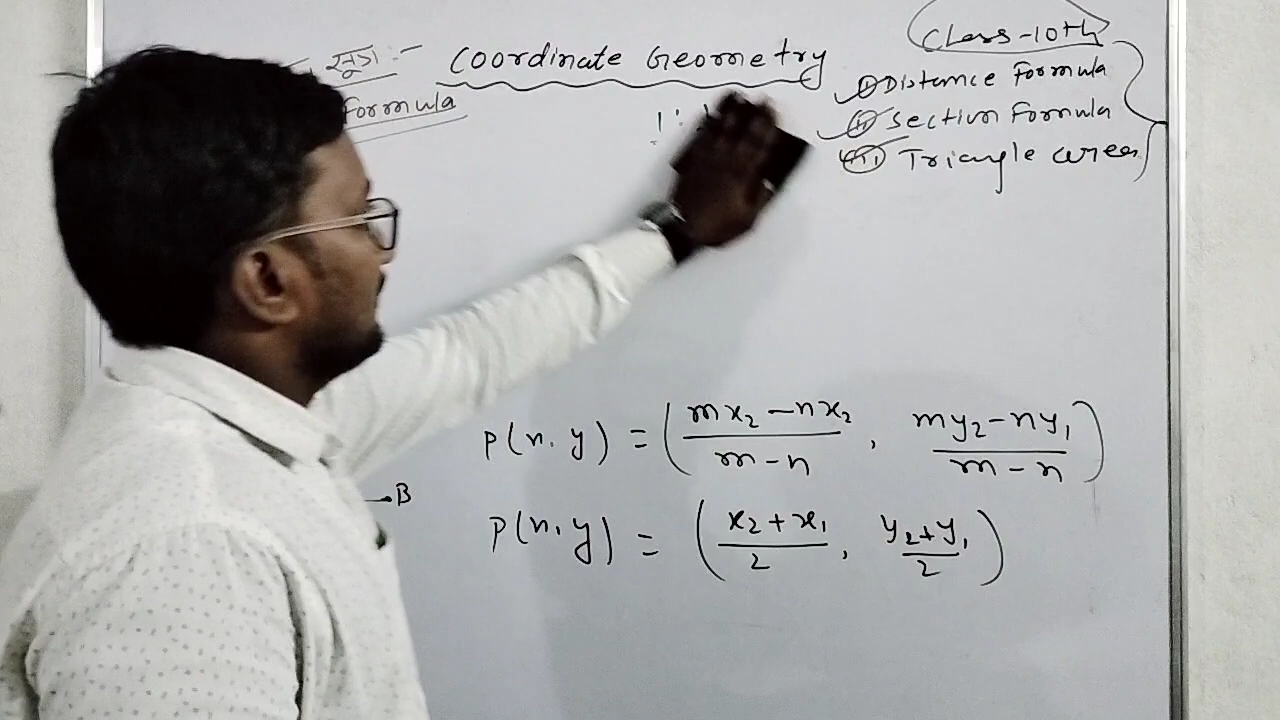 Class-10th
सूत्र :- Coordinate Geometry
Formula
(i) Distance Formula
(ii) Section Formula
(iii) Triangle area
1 :
P(x, y) = (mx₂ - nx₂ / m - n , my₂ - ny₁ / m - n)
B
P(x, y) = (x₂ + x₁ / 2 , y₂ + y₁ / 2)